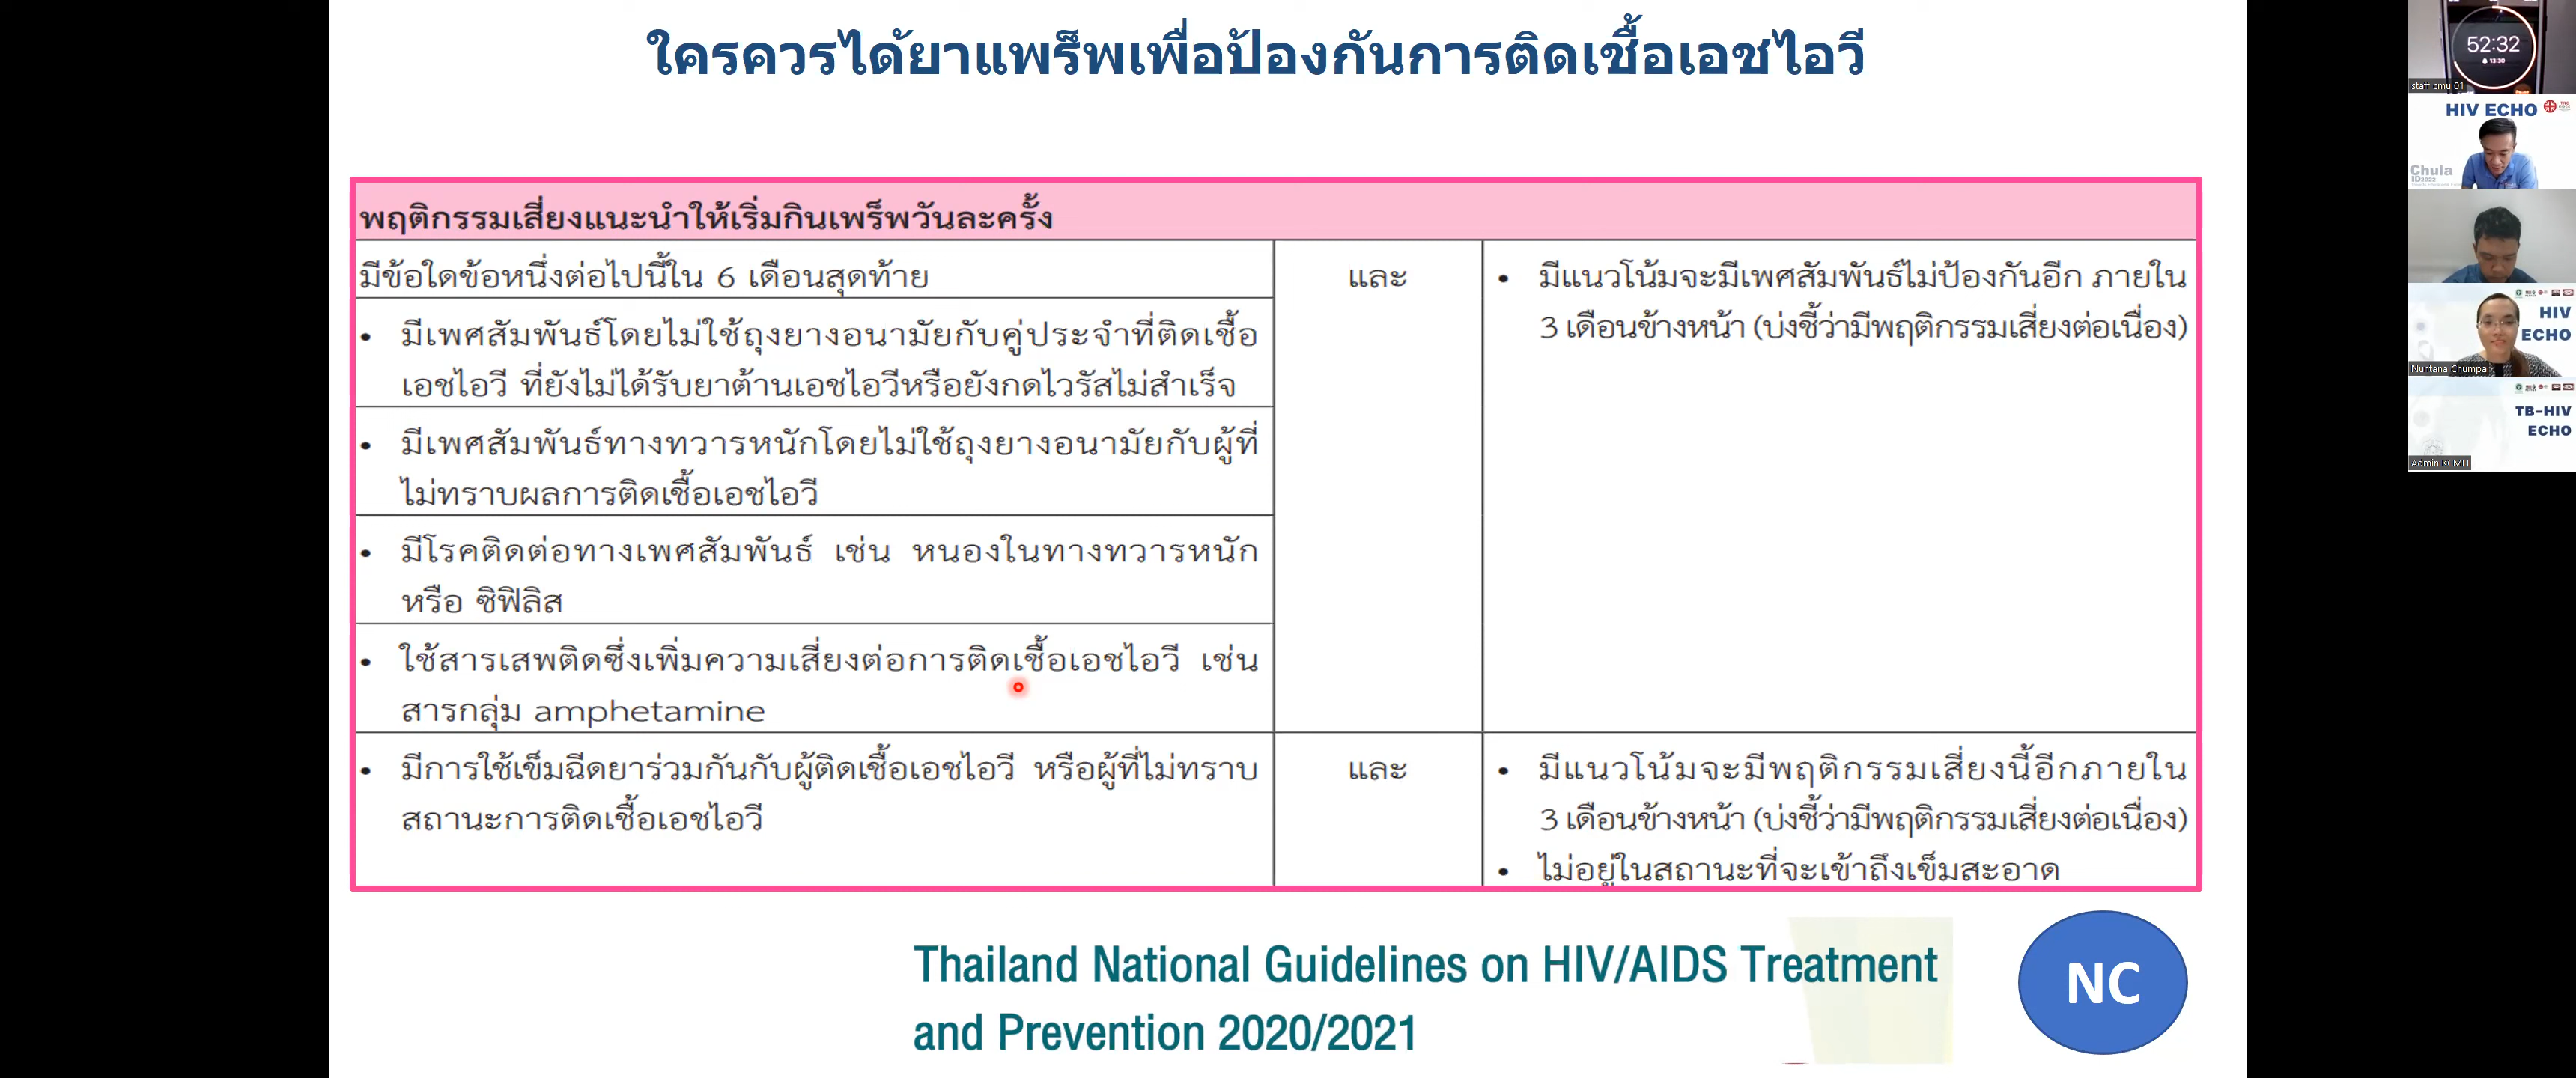 ใครควรได้ยาแพร็พเพื่อป้องกันการติดเชื้อเอชไอวี
พฤติกรรมเสี่ยงแนะนำให้เริ่มกินเพร็พวันละครั้ง
มีข้อใดข้อหนึ่งต่อไปนี้ใน 6 เดือนสุดท้าย
• มีเพศสัมพันธ์โดยไม่ใช้ถุงยางอนามัยกับคู่ประจำที่ติดเชื้อ
เอชไอวี ที่ยังไม่ได้รับยาต้านเอชไอวีหรือยังกดไวรัสไม่สำเร็จ
• มีเพศสัมพันธ์ทางทวารหนักโดยไม่ใช้ถุงยางอนามัยกับผู้ที่
ไม่ทราบผลการติดเชื้อเอชไอวี
• มีโรคติดต่อทางเพศสัมพันธ์ เช่น หนองในทางทวารหนัก
หรือ ซิฟิลิส
• ใช้สารเสพติดซึ่งเพิ่มความเสี่ยงต่อการติดเชื้อเอชไอวี เช่น
สารกลุ่ม amphetamine
และ
• มีแนวโน้มจะมีเพศสัมพันธ์ไม่ป้องกันอีก ภายใน
3 เดือนข้างหน้า (บ่งชี้ว่ามีพฤติกรรมเสี่ยงต่อเนื่อง)
• มีการใช้เข็มฉีดยาร่วมกันกับผู้ติดเชื้อเอชไอวี หรือผู้ที่ไม่ทราบ
สถานะการติดเชื้อเอชไอวี
และ
• มีแนวโน้มจะมีพฤติกรรมเสี่ยงนี้อีกภายใน
3 เดือนข้างหน้า (บ่งชี้ว่ามีพฤติกรรมเสี่ยงต่อเนื่อง)
• ไม่อยู่ในสถานะที่จะเข้าถึงเข็มสะอาด
Thailand National Guidelines on HIV/AIDS Treatment
and Prevention 2020/2021
NC
52:32
13:30
staff cmu 01
HIV ECHO
Chula
ID2022
HIV
ECHO
Nuntana Chumpa
TB-HIV
ECHO
Admin KCMH